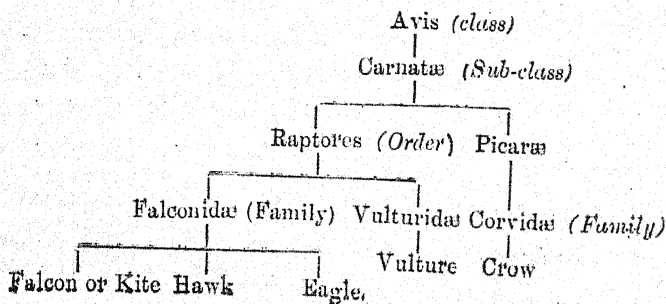 Avis (class)
Carnatæ (Sub-class)
Raptores (Order) Picaræ
Falconidæ (Family) Vulturidæ Corvidæ (Family)
Vulture Crow
Falcon or Kite Hawk Eagle.